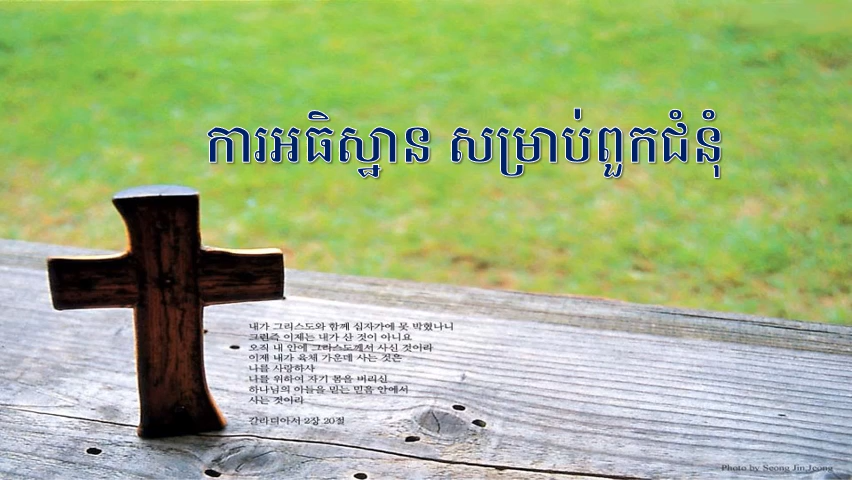 ការអធិស្ឋាន សម្រាប់ពួកជំនុំ
내가 그리스도와 함께 십자가에 못 박혔나니
그런즉 이제는 내가 산 것이 아니요
오직 내 안에 그리스도께서 사신 것이라
이제 내가 육체 가운데 사는 것은
나를 사랑하사
나를 위하여 자기 몸을 버리신
하나님의 아들을 믿는 믿음 안에서
사는 것이라
갈라디아서 2장 20절
Photo by Seong Jin,Jeong